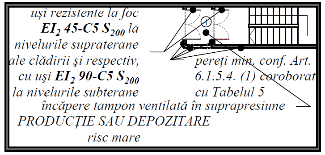 uși rezistente la foc
EI₂ 45-C5 S₂₀₀ la
nivelurile supraterane
ale clădirii și respectiv,
cu uși EI₂ 90-C5 S₂₀₀
la nivelurile subterane
pereți min. conf. Art.
6.1.5.4. (1) coroborat
cu Tabelul 5
încăpere tampon ventilată în suprapresiune
PRODUCȚIE SAU DEPOZITARE
risc mare